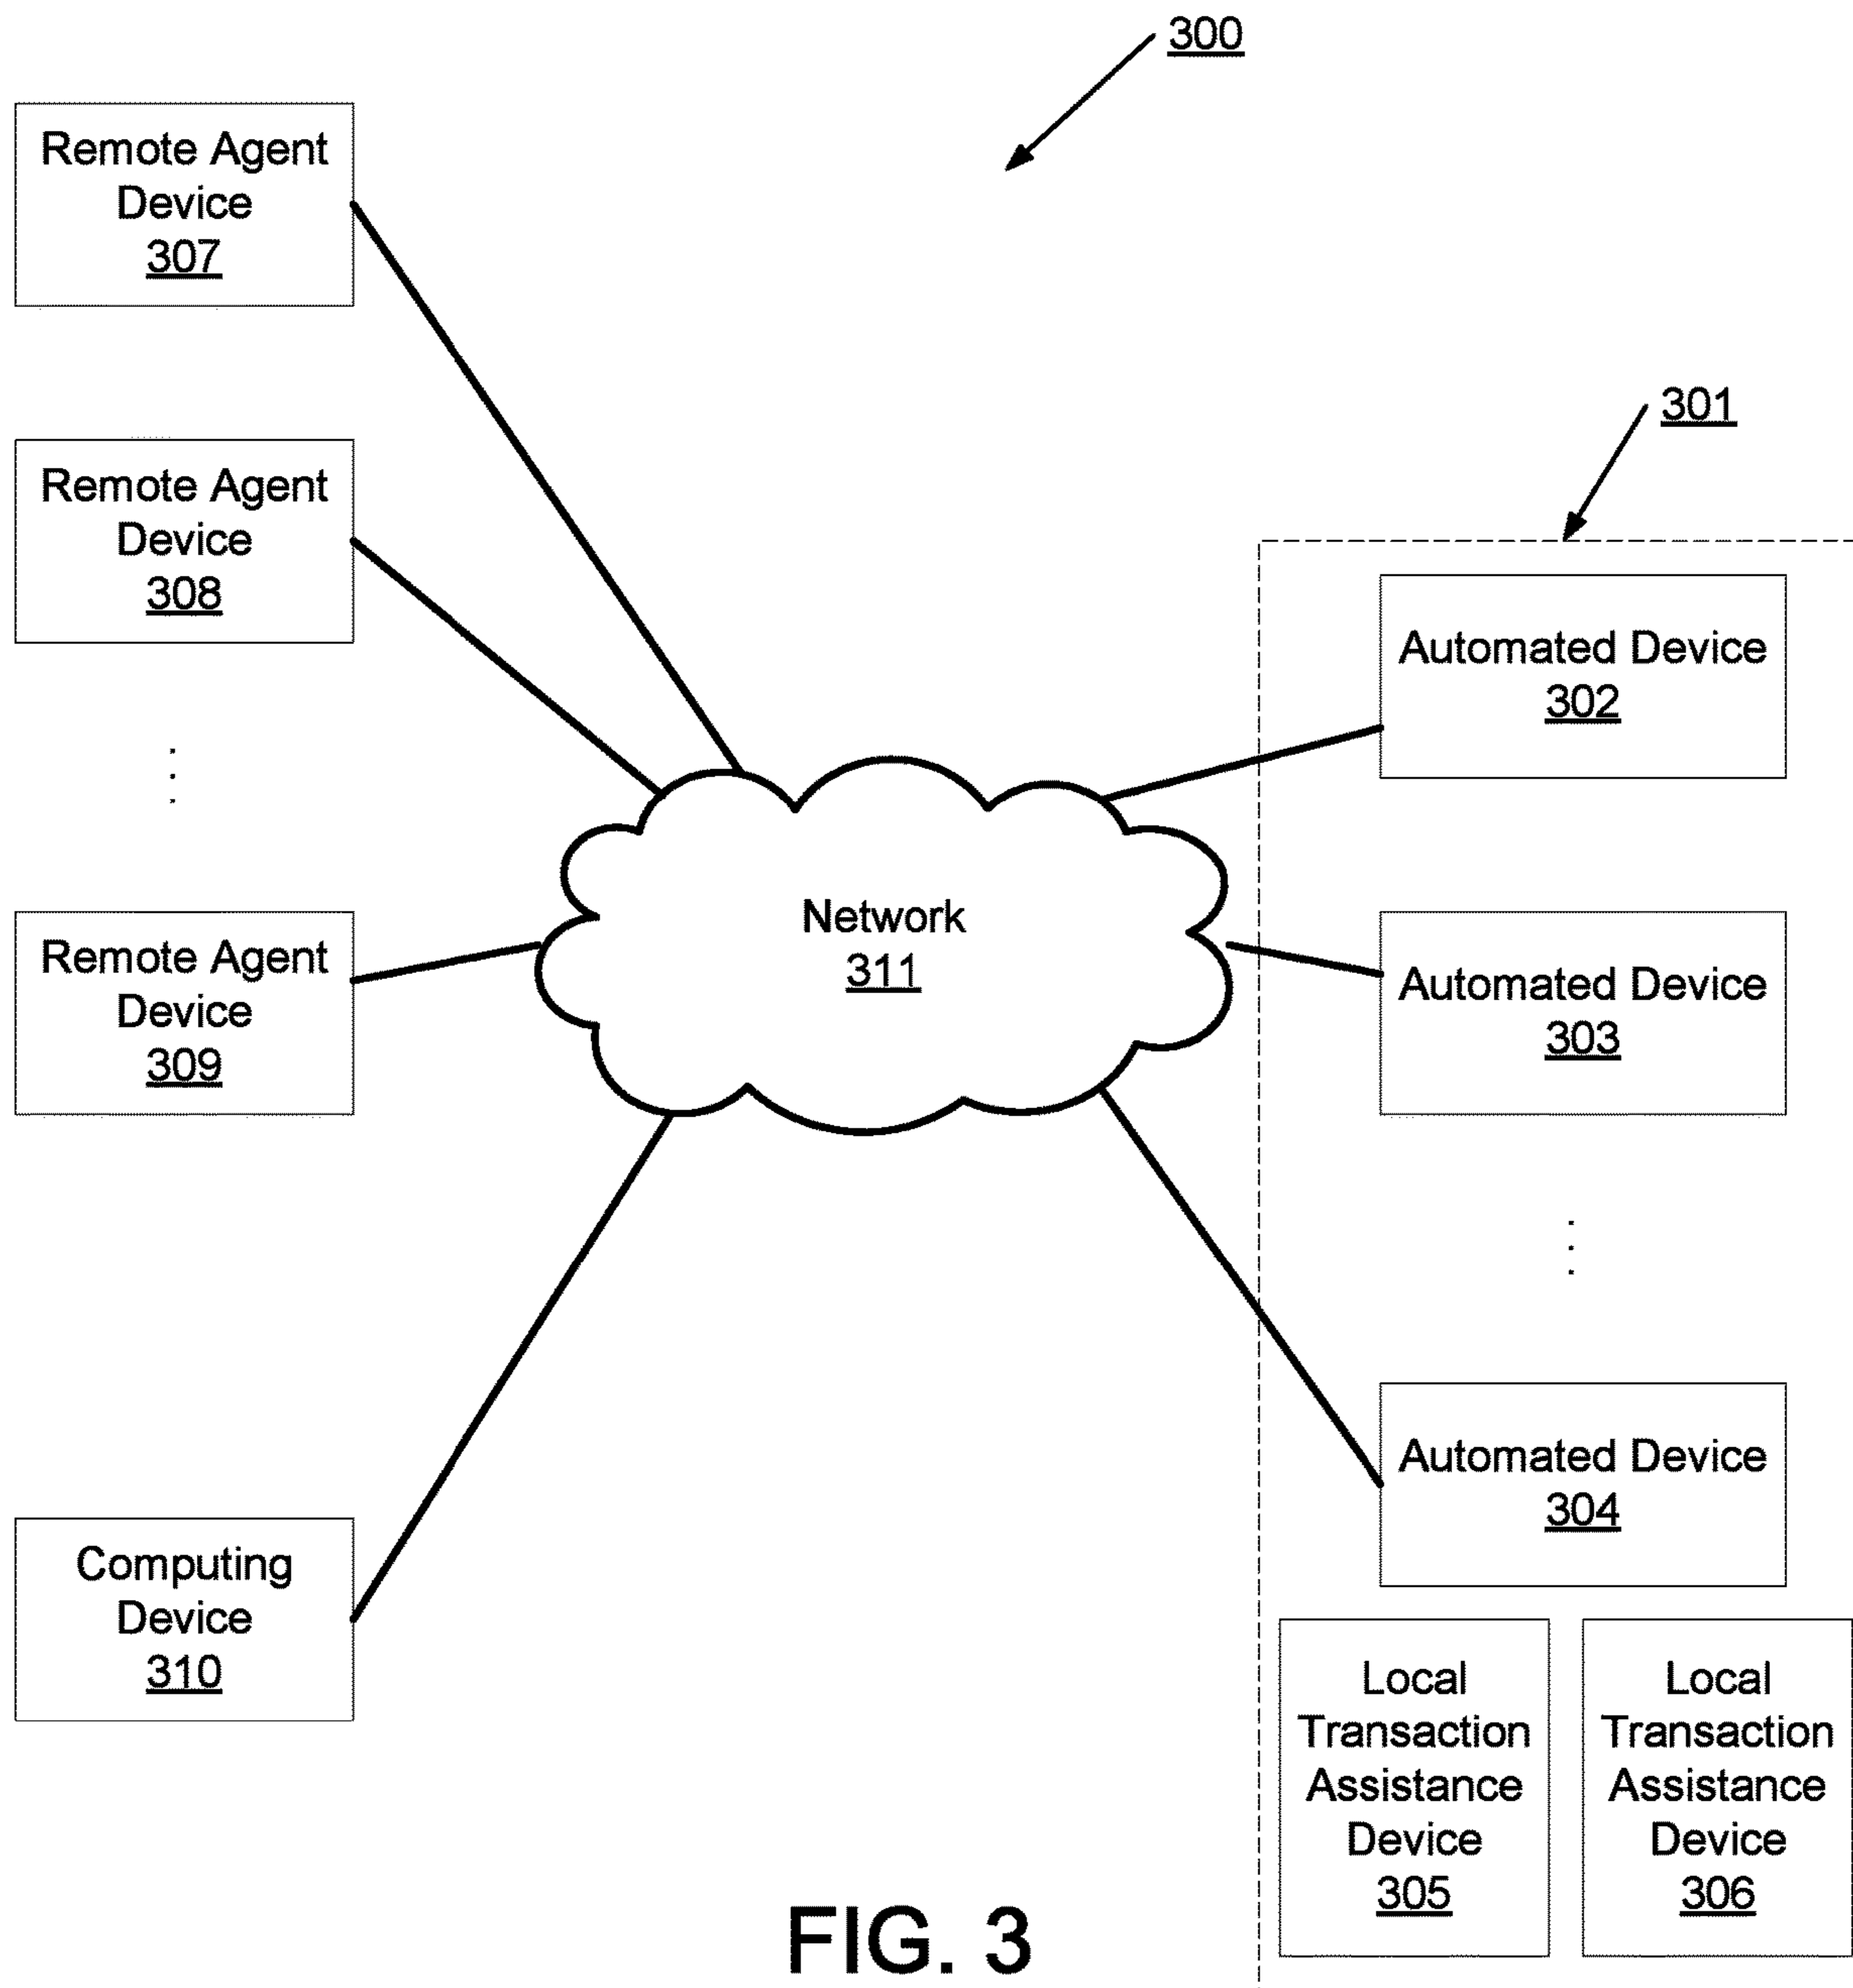 300
Remote Agent
Device
307
301
Remote Agent
Device
308
Automated Device
302
Network
311
Remote Agent
Device
309
Automated Device
303
Automated Device
304
Computing
Device
310
Local
Transaction
Assistance
Device
305
Local
Transaction
Assistance
Device
306
FIG. 3